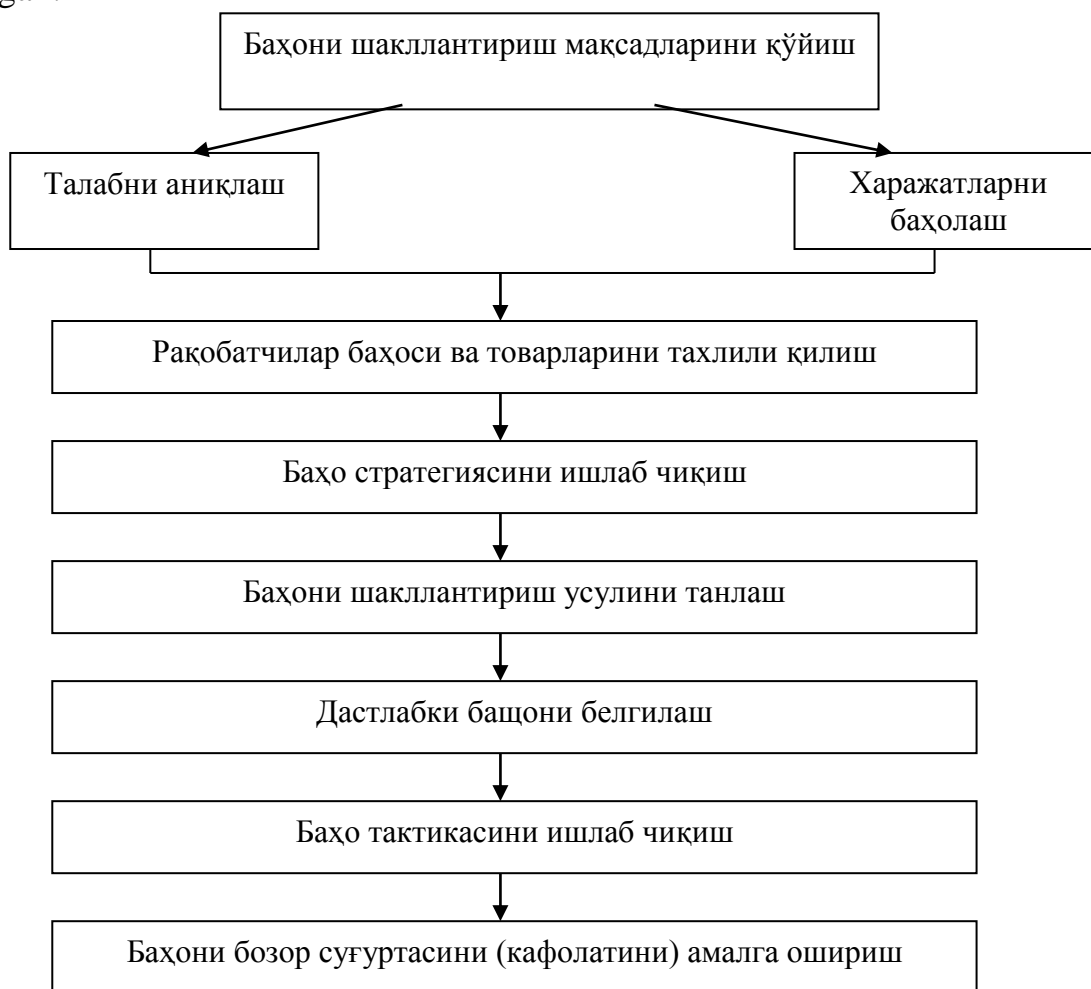 Баҳони шакллантириш мақсадларини қўйиш
Талабни аниқлаш
Харажатларни
баҳолаш
Рақобатчилар баҳоси ва товарларини тахлили қилиш
Баҳо стратегиясини ишлаб чиқиш
Баҳони шакллантириш усулини танлаш
Дастлабки бащони белгилаш
Баҳо тактикасини ишлаб чиқиш
Баҳони бозор суғуртасини (кафолатини) амалга ошириш